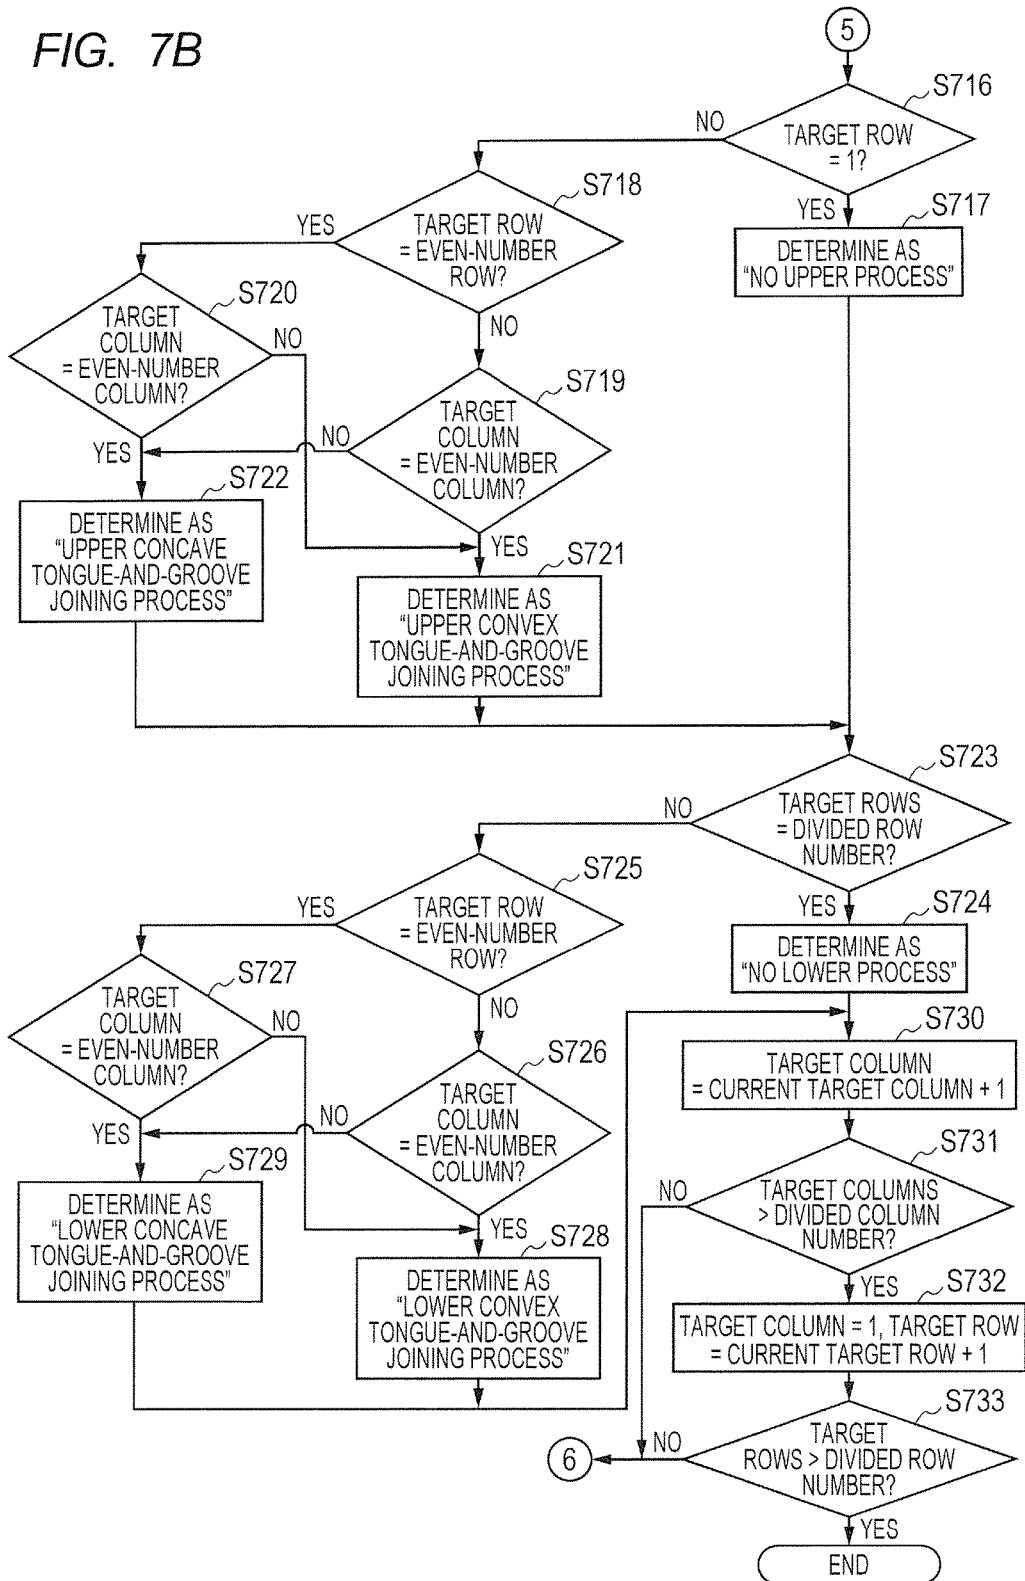 FIG. 7B
5
S716
TARGET ROW
= 1?
NO
YES
S717
DETERMINE AS
“NO UPPER PROCESS”
S718
TARGET ROW
= EVEN-NUMBER
ROW?
YES
NO
S720
TARGET
COLUMN
= EVEN-NUMBER
COLUMN?
NO
YES
S719
TARGET
COLUMN
= EVEN-NUMBER
COLUMN?
NO
YES
S722
DETERMINE AS
“UPPER CONCAVE
TONGUE-AND-GROOVE
JOINING PROCESS”
S721
DETERMINE AS
“UPPER CONVEX
TONGUE-AND-GROOVE
JOINING PROCESS”
S723
TARGET ROWS
= DIVIDED ROW
NUMBER?
NO
YES
S724
DETERMINE AS
“NO LOWER PROCESS”
S725
TARGET ROW
= EVEN-NUMBER
ROW?
YES
NO
S727
TARGET
COLUMN
= EVEN-NUMBER
COLUMN?
NO
YES
S726
TARGET
COLUMN
= EVEN-NUMBER
COLUMN?
NO
YES
S729
DETERMINE AS
“LOWER CONCAVE
TONGUE-AND-GROOVE
JOINING PROCESS”
S728
DETERMINE AS
“LOWER CONVEX
TONGUE-AND-GROOVE
JOINING PROCESS”
S730
TARGET COLUMN
= CURRENT TARGET COLUMN + 1
S731
TARGET COLUMNS
> DIVIDED COLUMN
NUMBER?
NO
YES
S732
TARGET COLUMN = 1, TARGET ROW
= CURRENT TARGET ROW + 1
S733
TARGET
ROWS > DIVIDED ROW
NUMBER?
NO
6
YES
END